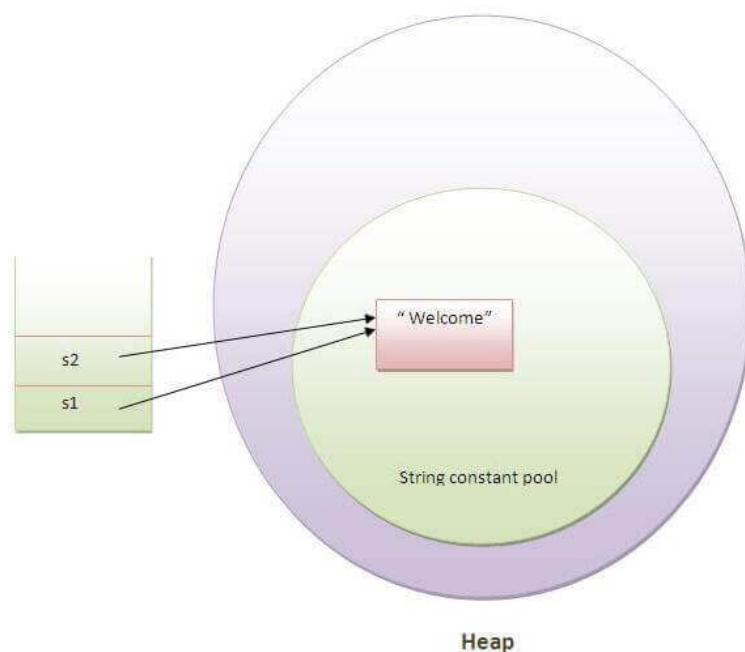 “ Welcome”
s2
s1
String constant pool
Heap